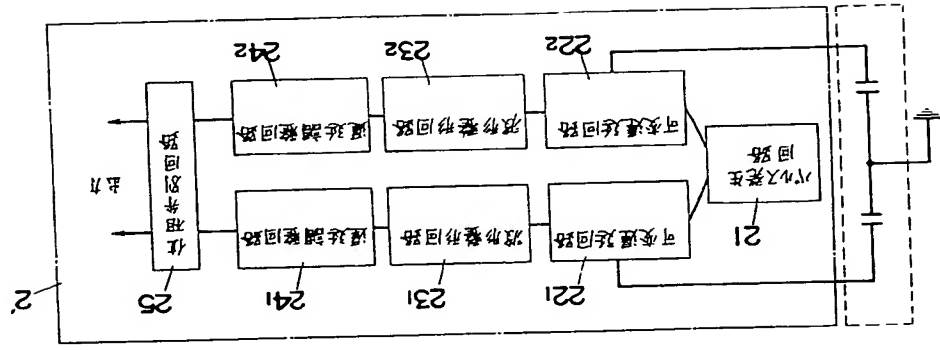 2'
22₁
23₁
24₁
25
可変遅延回路
波形整形回路
遅延調整回路
位相弁別回路
出力
21
パルス発生
回路
可変遅延回路
波形整形回路
遅延調整回路
22₂
23₂
24₂